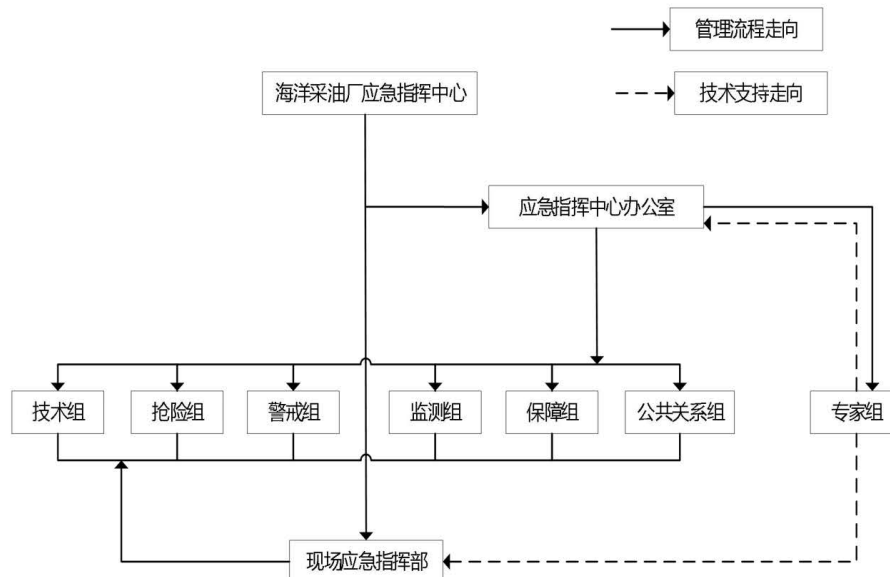 管理流程走向
海洋采油厂应急指挥中心
技术支持走向
应急指挥中心办公室
技术组
抢险组
警戒组
监测组
保障组
公共关系组
专家组
现场应急指挥部